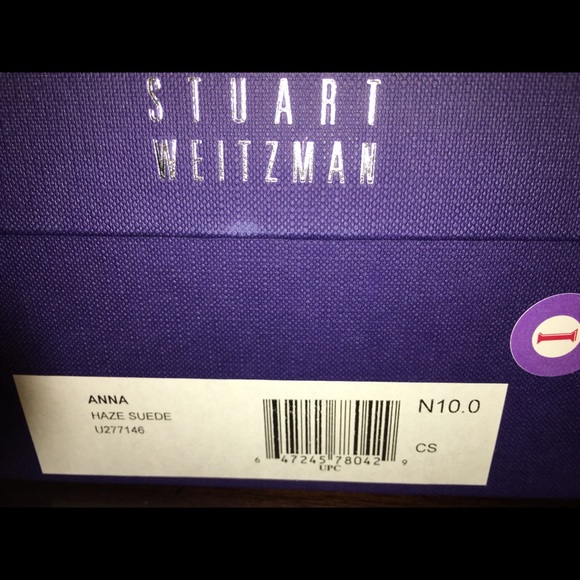 STUART
WEITZMAN
I
ANNA
HAZE SUEDE
U277146
6 47245 78042 9
UPC
N10.0
CS